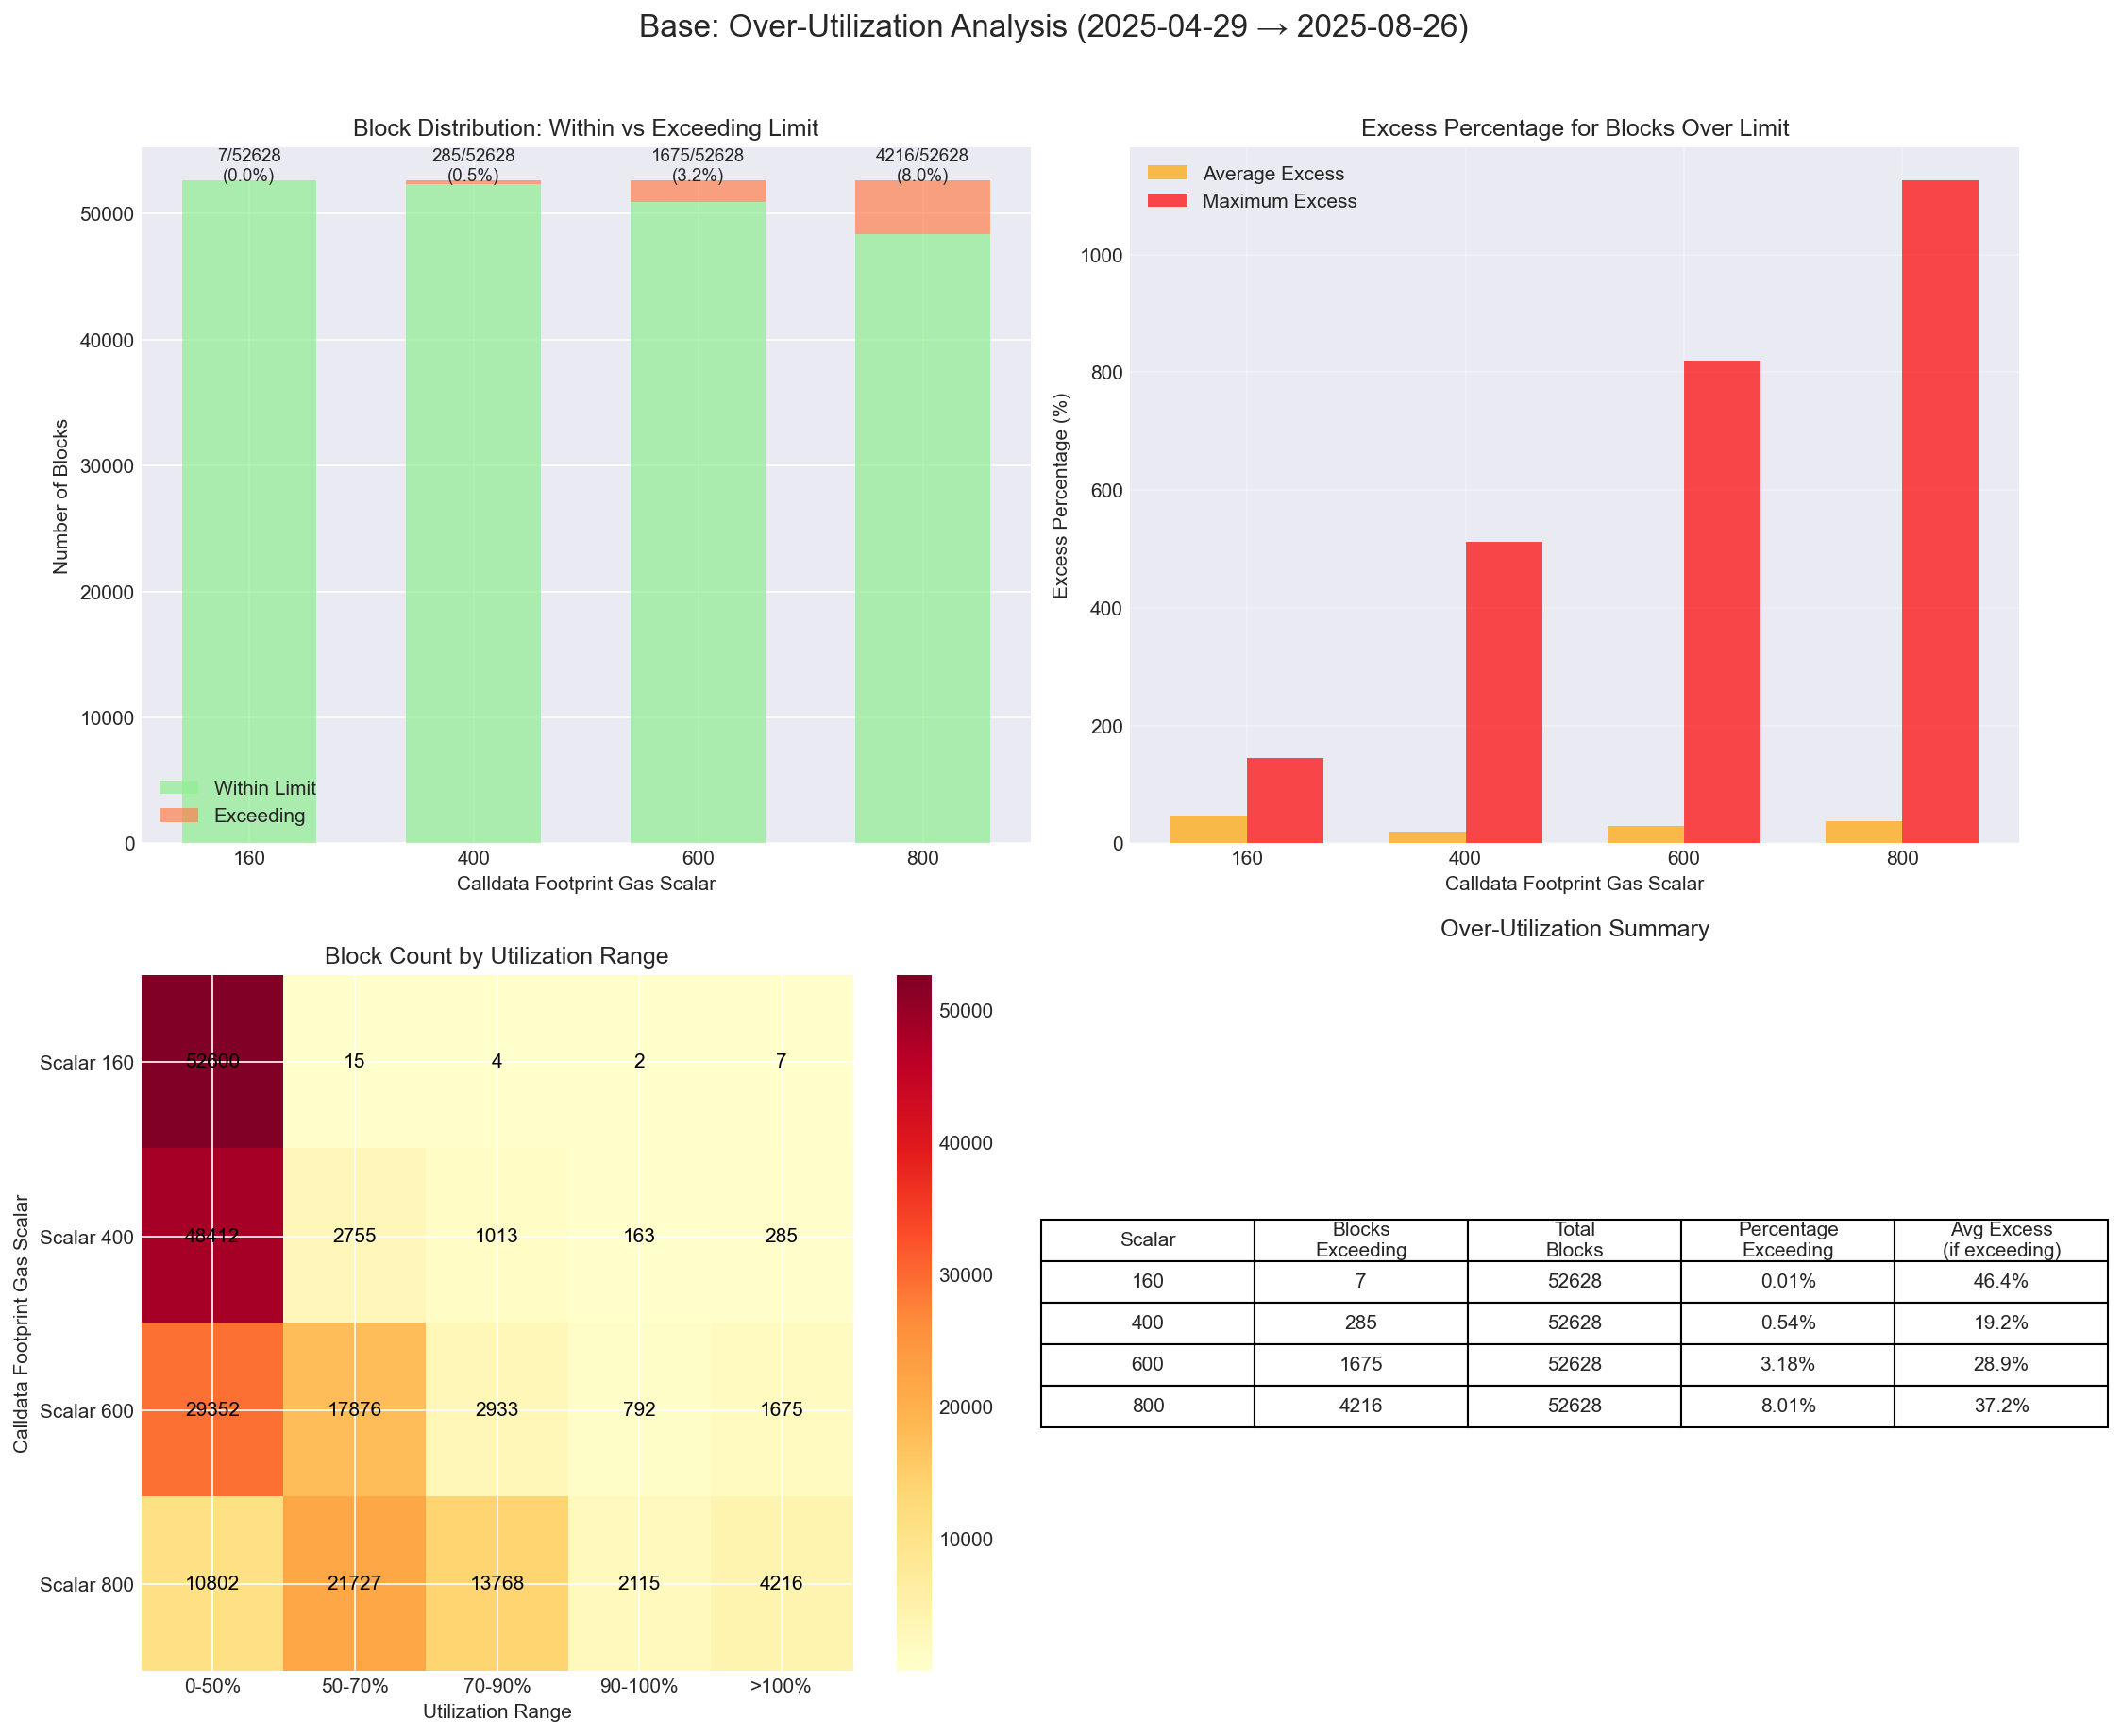 Base: Over-Utilization Analysis (2025-04-29 → 2025-08-26)
Block Distribution: Within vs Exceeding Limit
7/52628
(0.0%)
285/52628
(0.5%)
1675/52628
(3.2%)
4216/52628
(8.0%)
Number of Blocks
50000
40000
30000
20000
10000
0
Within Limit
Exceeding
160
400
600
800
Calldata Footprint Gas Scalar
Excess Percentage for Blocks Over Limit
Average Excess
Maximum Excess
Excess Percentage (%)
1000
800
600
400
200
0
160
400
600
800
Calldata Footprint Gas Scalar
Block Count by Utilization Range
Calldata Footprint Gas Scalar
Scalar 160 52600 15 4 2 7
Scalar 400 48412 2755 1013 163 285
Scalar 600 29352 17876 2933 792 1675
Scalar 800 10802 21727 13768 2115 4216
0-50% 50-70% 70-90% 90-100% >100%
Utilization Range
50000
40000
30000
20000
10000
Over-Utilization Summary
Scalar Blocks Exceeding Total Blocks Percentage Exceeding Avg Excess (if exceeding)
160 7 52628 0.01% 46.4%
400 285 52628 0.54% 19.2%
600 1675 52628 3.18% 28.9%
800 4216 52628 8.01% 37.2%